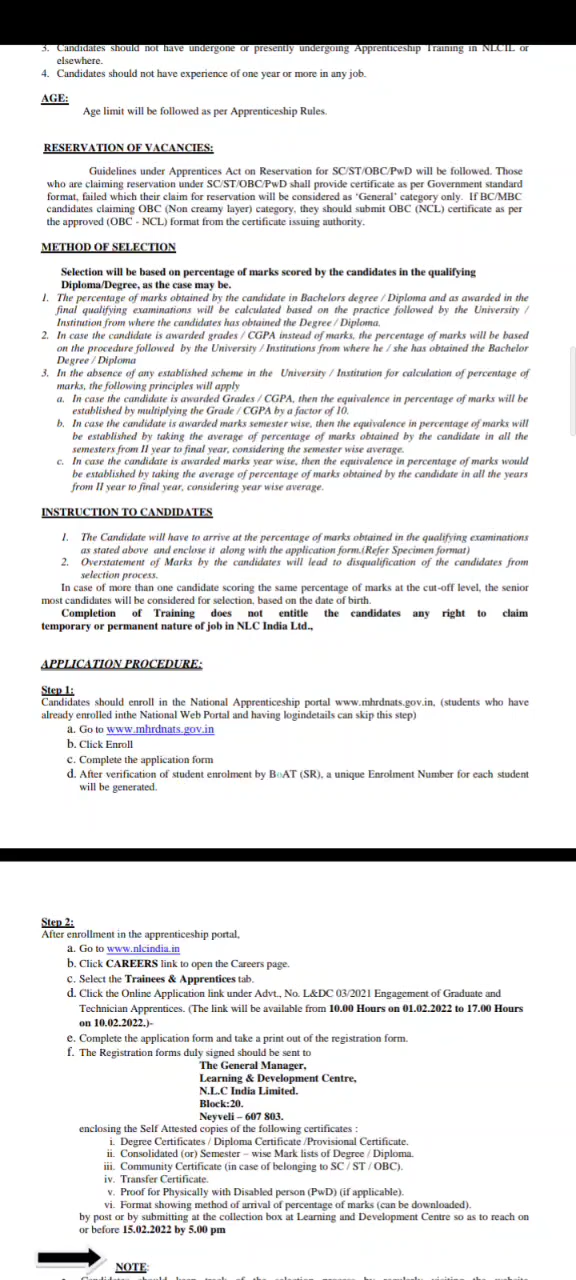 3. Candidates should not have undergone or presently undergoing Apprenticeship Training in NLCIL or
elsewhere.
4. Candidates should not have experience of one year or more in any job.
AGE:
Age limit will be followed as per Apprenticeship Rules.
RESERVATION OF VACANCIES:
Guidelines under Apprentices Act on Reservation for SC/ST/OBC/PwD will be followed. Those
who are claiming reservation under SC/ST/OBC/PwD shall provide certificate as per Government standard
format, failed which their claim for reservation will be considered as 'General' category only. If BC/MBC
candidates claiming OBC (Non creamy layer) category, they should submit OBC (NCL) certificate as per
the approved (OBC - NCL) format from the certificate issuing authority.
METHOD OF SELECTION
Selection will be based on percentage of marks scored by the candidates in the qualifying
Diploma/Degree, as the case may be.
1. The percentage of marks obtained by the candidate in Bachelors degree / Diploma and as awarded in the
final qualifying examinations will be calculated based on the practice followed by the University /
Institution from where the candidates has obtained the Degree / Diploma.
2. In case the candidate is awarded grades / CGPA instead of marks, the percentage of marks will be based
on the procedure followed by the University / Institutions from where he / she has obtained the Bachelor
Degree / Diploma
3. In the absence of any established scheme in the University / Institution for calculation of percentage of
marks, the following principles will apply
a. In case the candidate is awarded Grades / CGPA, then the equivalence in percentage of marks will be
established by multiplying the Grade / CGPA by a factor of 10.
b. In case the candidate is awarded marks semester wise, then the equivalence in percentage of marks will
be established by taking the average of percentage of marks obtained by the candidate in all the
semesters from II year to final year, considering the semester wise average.
c. In case the candidate is awarded marks year wise, then the equivalence in percentage of marks would
be established by taking the average of percentage of marks obtained by the candidate in all the years
from II year to final year, considering year wise average.
INSTRUCTION TO CANDIDATES
1. The Candidate will have to arrive at the percentage of marks obtained in the qualifying examinations
as stated above and enclose it along with the application form.(Refer Specimen format)
2. Overstatement of Marks by the candidates will lead to disqualification of the candidates from
selection process.
In case of more than one candidate scoring the same percentage of marks at the cut-off level, the senior
most candidates will be considered for selection, based on the date of birth.
Completion of Training does not entitle the candidates any right to claim
temporary or permanent nature of job in NLC India Ltd.,
APPLICATION PROCEDURE:
Step 1:
Candidates should enroll in the National Apprenticeship portal www.mhrdnats.gov.in, (students who have
already enrolled inthe National Web Portal and having logindetails can skip this step)
a. Go to www.mhrdnats.gov.in
b. Click Enroll
c. Complete the application form
d. After verification of student enrolment by BoAT (SR), a unique Enrolment Number for each student
will be generated.
Step 2:
After enrollment in the apprenticeship portal,
a. Go to www.nlcindia.in
b. Click CAREERS link to open the Careers page.
c. Select the Trainees & Apprentices tab.
d. Click the Online Application link under Advt., No. L&DC 03/2021 Engagement of Graduate and
Technician Apprentices. (The link will be available from 10.00 Hours on 01.02.2022 to 17.00 Hours
on 10.02.2022.)-
e. Complete the application form and take a print out of the registration form.
f. The Registration forms duly signed should be sent to
The General Manager,
Learning & Development Centre,
N.L.C India Limited.
Block:20.
Neyveli – 607 803.
enclosing the Self Attested copies of the following certificates :
i. Degree Certificates / Diploma Certificate /Provisional Certificate.
ii. Consolidated (or) Semester – wise Mark lists of Degree / Diploma.
iii. Community Certificate (in case of belonging to SC / ST / OBC).
iv. Transfer Certificate.
v. Proof for Physically with Disabled person (PwD) (if applicable).
vi. Format showing method of arrival of percentage of marks (can be downloaded).
by post or by submitting at the collection box at Learning and Development Centre so as to reach on
or before 15.02.2022 by 5.00 pm
NOTE:
Candidates should keep track of the selection process by regularly visiting the website